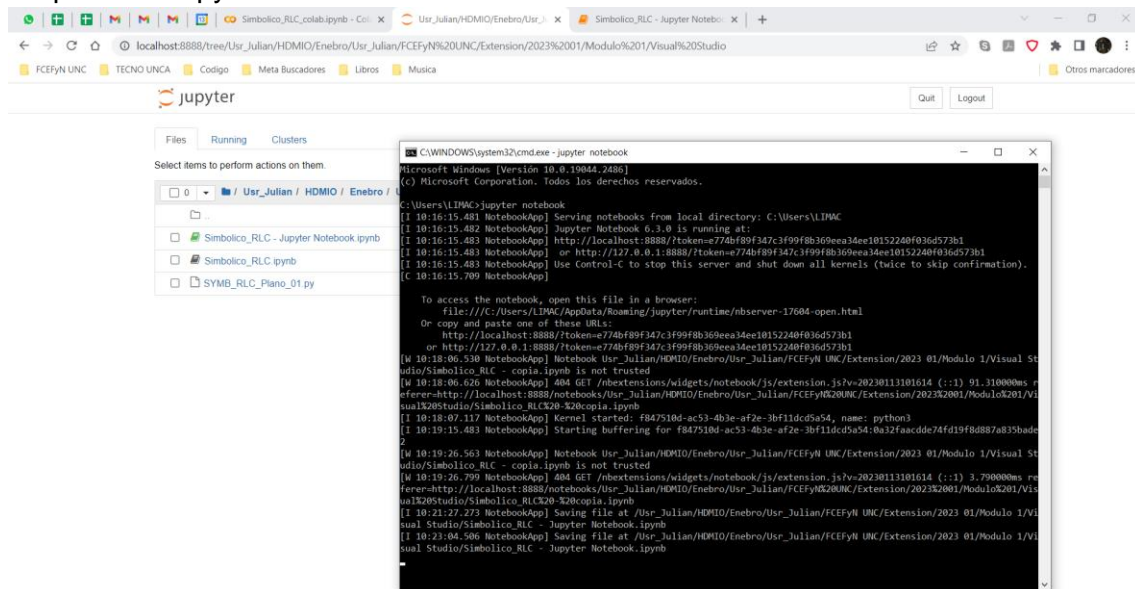 Simbolico_RLC_colab.ipynb - Col
Usr_Julian/HDMIO/Enebro/Usr_J
Simbolico_RLC - Jupyter Noteboo
localhost:8888/tree/Usr_Julian/HDMIO/Enebro/Usr_Julian/FCEFyN%20UNC/Extension/2023%2001/Modulo%201/Visual%20Studio
FCEFyN UNC TECNO UNCA Codigo Meta Buscadores Libros Musica Otros marcadores
jupyter
Quit Logout
Files Running Clusters
Select items to perform actions on them.
0 / Usr_Julian / HDMIO / Enebro /
..
Simbolico_RLC - Jupyter Notebook.ipynb
Simbolico_RLC.ipynb
SYMB_RLC_Plano_01.py
C:\WINDOWS\system32\cmd.exe - jupyter notebook
Microsoft Windows [Versión 10.0.19044.2486]
(c) Microsoft Corporation. Todos los derechos reservados.
C:\Users\LIMAC>jupyter notebook
[I 10:16:15.481 NotebookApp] Serving notebooks from local directory: C:\Users\LIMAC
[I 10:16:15.482 NotebookApp] Jupyter Notebook 6.3.0 is running at:
[I 10:16:15.483 NotebookApp] http://localhost:8888/?token=e774bf89f347c3f99f8b369eea34ee10152240f036d573b1
[I 10:16:15.483 NotebookApp]  or http://127.0.0.1:8888/?token=e774bf89f347c3f99f8b369eea34ee10152240f036d573b1
[I 10:16:15.483 NotebookApp] Use Control-C to stop this server and shut down all kernels (twice to skip confirmation).
[C 10:16:15.709 NotebookApp]
To access the notebook, open this file in a browser:
file:///C:/Users/LIMAC/AppData/Roaming/jupyter/runtime/nbserver-17604-open.html
Or copy and paste one of these URLs:
http://localhost:8888/?token=e774bf89f347c3f99f8b369eea34ee10152240f036d573b1
or http://127.0.0.1:8888/?token=e774bf89f347c3f99f8b369eea34ee10152240f036d573b1
[W 10:18:06.530 NotebookApp] Notebook Usr_Julian/HDMIO/Enebro/Usr_Julian/FCEFyN UNC/Extension/2023 01/Modulo 1/Visual St
udio/Simbolico_RLC - copia.ipynb is not trusted
[W 10:18:06.626 NotebookApp] 404 GET /nbextensions/widgets/notebook/js/extension.js?v=20230113101614 (::1) 91.310000ms r
eferer=http://localhost:8888/notebooks/Usr_Julian/HDMIO/Enebro/Usr_Julian/FCEFyN%20UNC/Extension/2023%2001/Modulo%201/Vi
sual%20Studio/Simbolico_RLC%20-%20copia.ipynb
[I 10:18:07.117 NotebookApp] Kernel started: f847510d-ac53-4b3e-af2e-3bf11dcd5a54, name: python3
[I 10:19:15.483 NotebookApp] Starting buffering for f847510d-ac53-4b3e-af2e-3bf11dcd5a54:0a32faacdde74fd19f8d887a835bade
2
[W 10:19:26.563 NotebookApp] Notebook Usr_Julian/HDMIO/Enebro/Usr_Julian/FCEFyN UNC/Extension/2023 01/Modulo 1/Visual St
udio/Simbolico_RLC - copia.ipynb is not trusted
[W 10:19:26.799 NotebookApp] 404 GET /nbextensions/widgets/notebook/js/extension.js?v=20230113101614 (::1) 3.790000ms re
ferer=http://localhost:8888/notebooks/Usr_Julian/HDMIO/Enebro/Usr_Julian/FCEFyN%20UNC/Extension/2023%2001/Modulo%201/Vis
ual%20Studio/Simbolico_RLC%20-%20copia.ipynb
[I 10:21:27.273 NotebookApp] Saving file at /Usr_Julian/HDMIO/Enebro/Usr_Julian/FCEFyN UNC/Extension/2023 01/Modulo 1/Vi
sual Studio/Simbolico_RLC - Jupyter Notebook.ipynb
[I 10:23:04.506 NotebookApp] Saving file at /Usr_Julian/HDMIO/Enebro/Usr_Julian/FCEFyN UNC/Extension/2023 01/Modulo 1/Vi
sual Studio/Simbolico_RLC - Jupyter Notebook.ipynb